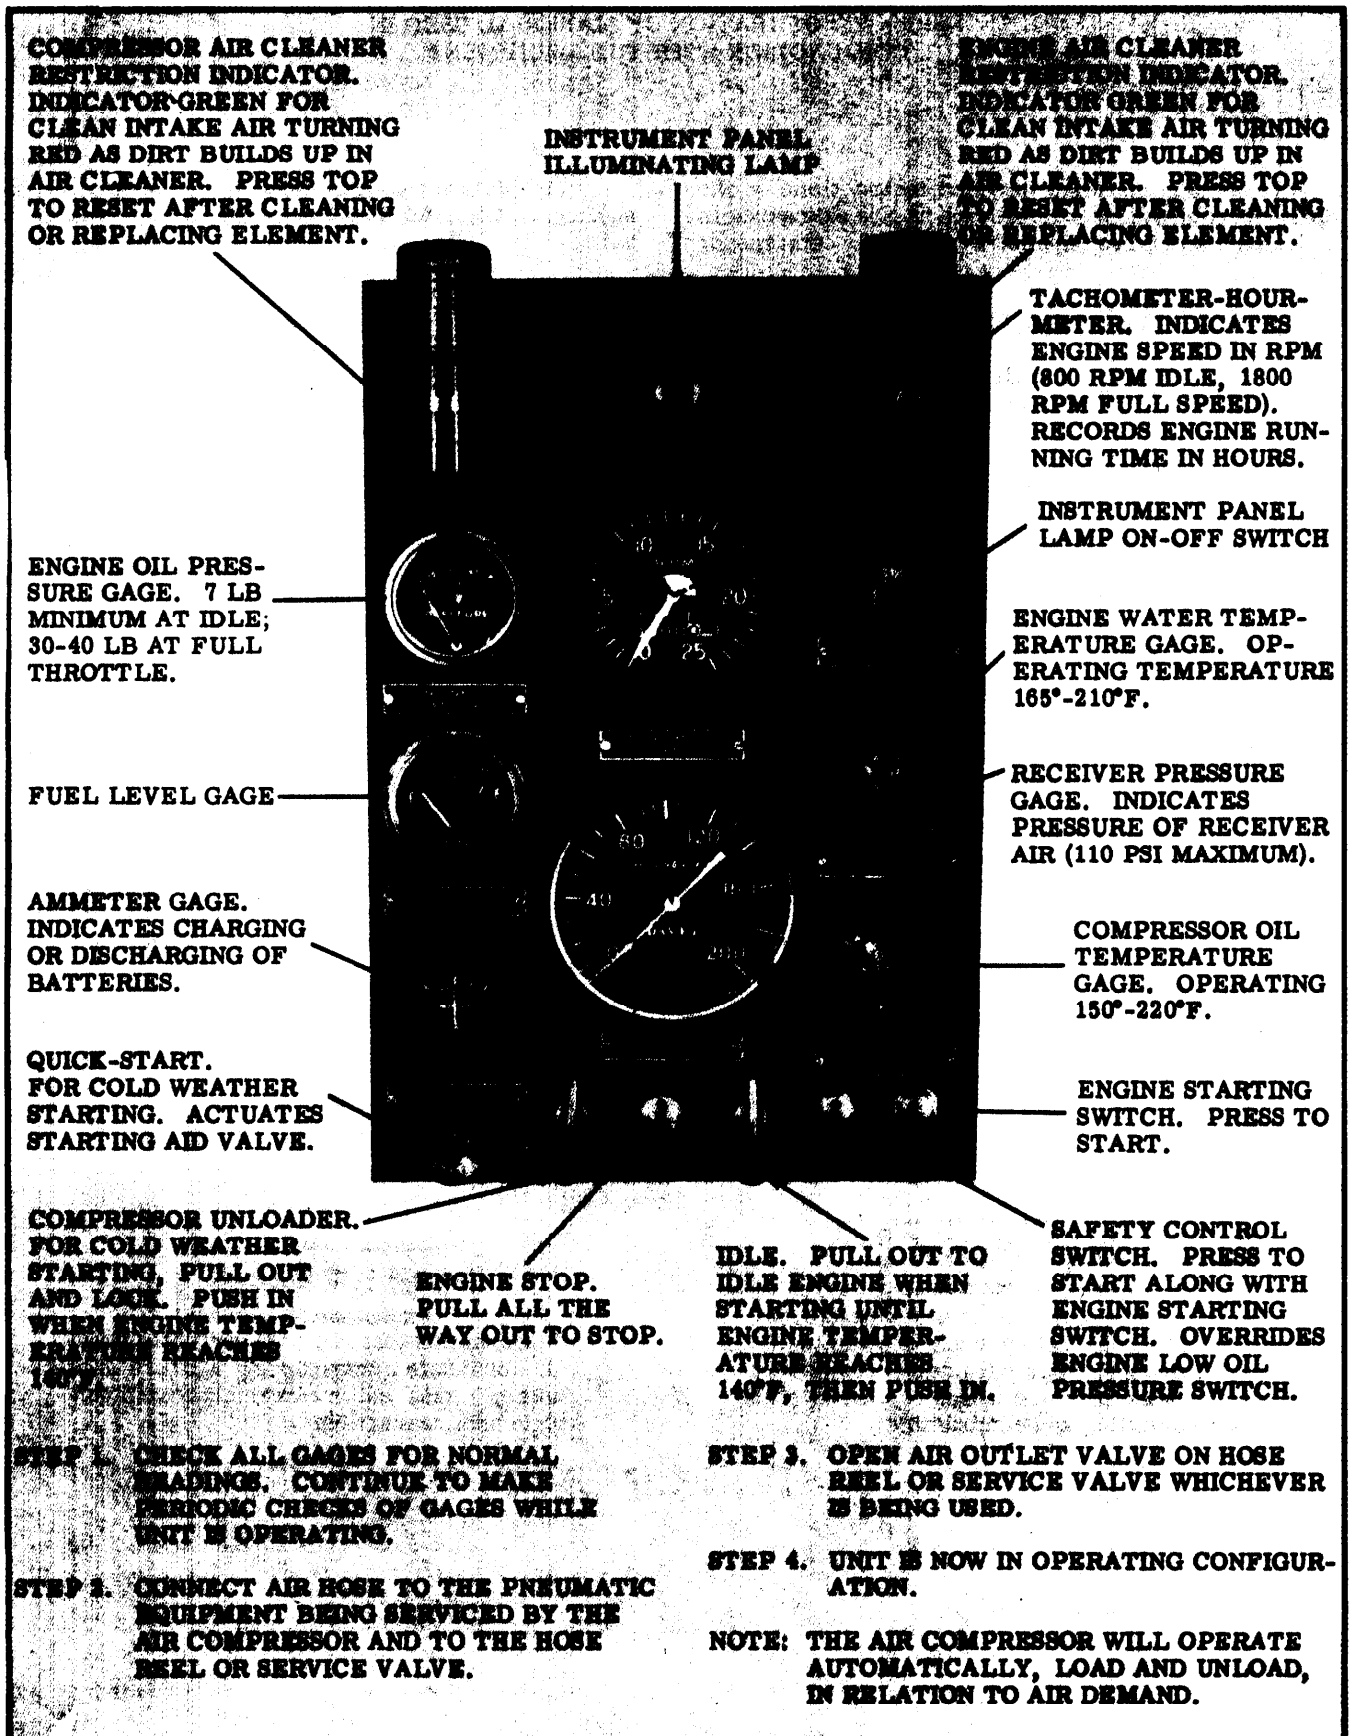 COMPRESSOR AIR CLEANER
RESTRICTION INDICATOR.
INDICATOR GREEN FOR
CLEAN INTAKE AIR TURNING
RED AS DIRT BUILDS UP IN
AIR CLEANER. PRESS TOP
TO RESET AFTER CLEANING
OR REPLACING ELEMENT.
INSTRUMENT PANEL
ILLUMINATING LAMP
ENGINE AIR CLEANER
RESTRICTION INDICATOR.
INDICATOR GREEN FOR
CLEAN INTAKE AIR TURNING
RED AS DIRT BUILDS UP IN
AIR CLEANER. PRESS TOP
TO RESET AFTER CLEANING
OR REPLACING ELEMENT.
TACHOMETER-HOUR-
METER. INDICATES
ENGINE SPEED IN RPM
(800 RPM IDLE, 1800
RPM FULL SPEED).
RECORDS ENGINE RUN-
NING TIME IN HOURS.
INSTRUMENT PANEL
LAMP ON-OFF SWITCH
ENGINE OIL PRES-
SURE GAGE. 7 LB
MINIMUM AT IDLE;
30-40 LB AT FULL
THROTTLE.
10 15
5 20
0 25
ENGINE WATER TEMP-
ERATURE GAGE. OP-
ERATING TEMPERATURE
165°-210°F.
FUEL LEVEL GAGE
RECEIVER PRESSURE
GAGE. INDICATES
PRESSURE OF RECEIVER
AIR (110 PSI MAXIMUM).
80 120
40
200
AMMETER GAGE.
INDICATES CHARGING
OR DISCHARGING OF
BATTERIES.
COMPRESSOR OIL
TEMPERATURE
GAGE. OPERATING
150°-220°F.
QUICK-START.
FOR COLD WEATHER
STARTING. ACTUATES
STARTING AID VALVE.
ENGINE STARTING
SWITCH. PRESS TO
START.
COMPRESSOR UNLOADER.
FOR COLD WEATHER
STARTING, PULL OUT
AND LOCK. PUSH IN
WHEN ENGINE TEMP-
ERATURE REACHES
140°F.
ENGINE STOP.
PULL ALL THE
WAY OUT TO STOP.
IDLE. PULL OUT TO
IDLE ENGINE WHEN
STARTING UNTIL
ENGINE TEMPER-
ATURE REACHES
140°F, THEN PUSH IN.
SAFETY CONTROL
SWITCH. PRESS TO
START ALONG WITH
ENGINE STARTING
SWITCH. OVERRIDES
ENGINE LOW OIL
PRESSURE SWITCH.
STEP 1. CHECK ALL GAGES FOR NORMAL
READINGS. CONTINUE TO MAKE
PERIODIC CHECKS OF GAGES WHILE
UNIT IS OPERATING.
STEP 2. CONNECT AIR HOSE TO THE PNEUMATIC
EQUIPMENT BEING SERVICED BY THE
AIR COMPRESSOR AND TO THE HOSE
REEL OR SERVICE VALVE.
STEP 3. OPEN AIR OUTLET VALVE ON HOSE
REEL OR SERVICE VALVE WHICHEVER
IS BEING USED.
STEP 4. UNIT IS NOW IN OPERATING CONFIGUR-
ATION.
NOTE: THE AIR COMPRESSOR WILL OPERATE
AUTOMATICALLY, LOAD AND UNLOAD,
IN RELATION TO AIR DEMAND.